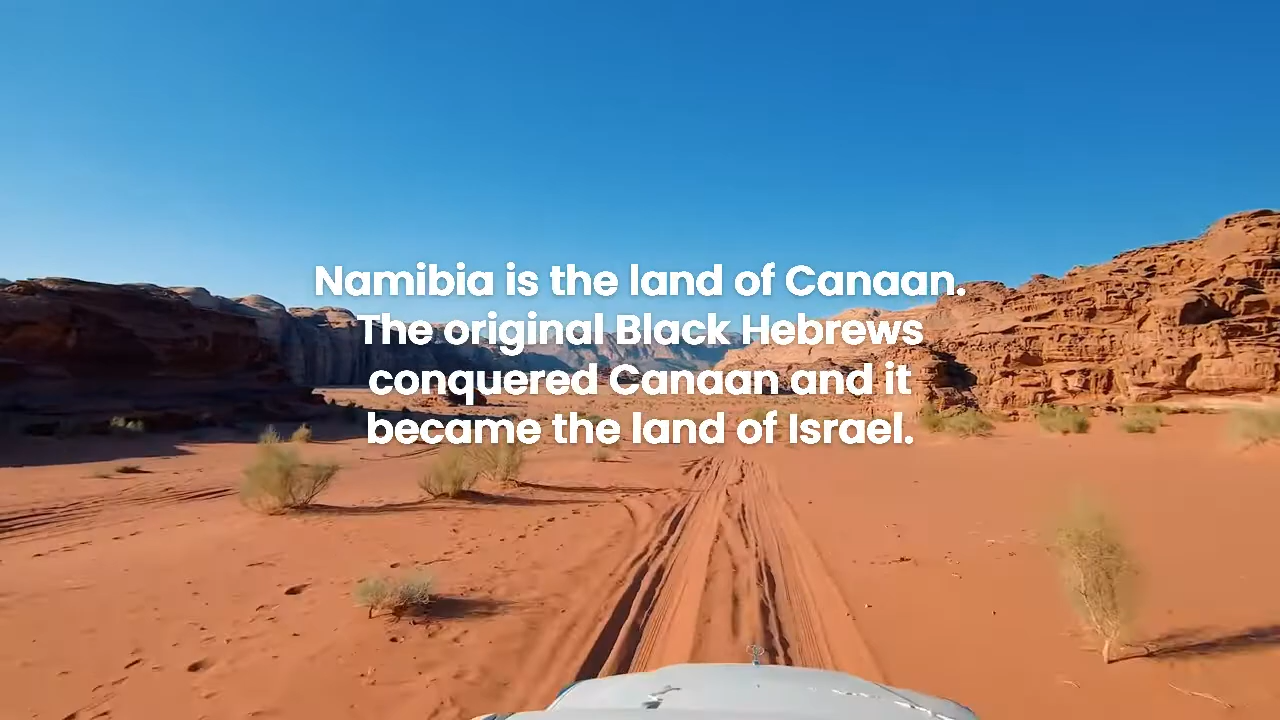 Namibia is the land of Canaan.
The original Black Hebrews
conquered Canaan and it
became the land of Israel.